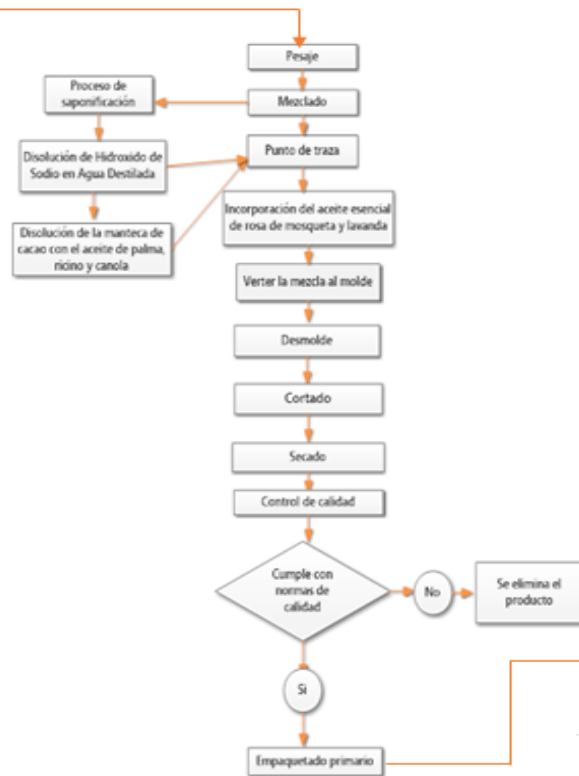 Pesaje
Proceso de
saponificación
Mezclado
Punto de traza
Disolución de Hidroxido de
Sodio en Agua Destilada
Incorporación del aceite esencial
de rosa de mosqueta y lavanda
Disolución de la manteca de
cacao con el aceite de palma,
ricino y canola
Verter la mezcla al molde
Desmolde
Cortado
Secado
Control de calidad
Cumple con
normas de
calidad
No
Se elimina el
producto
Si
Empaquetado primario